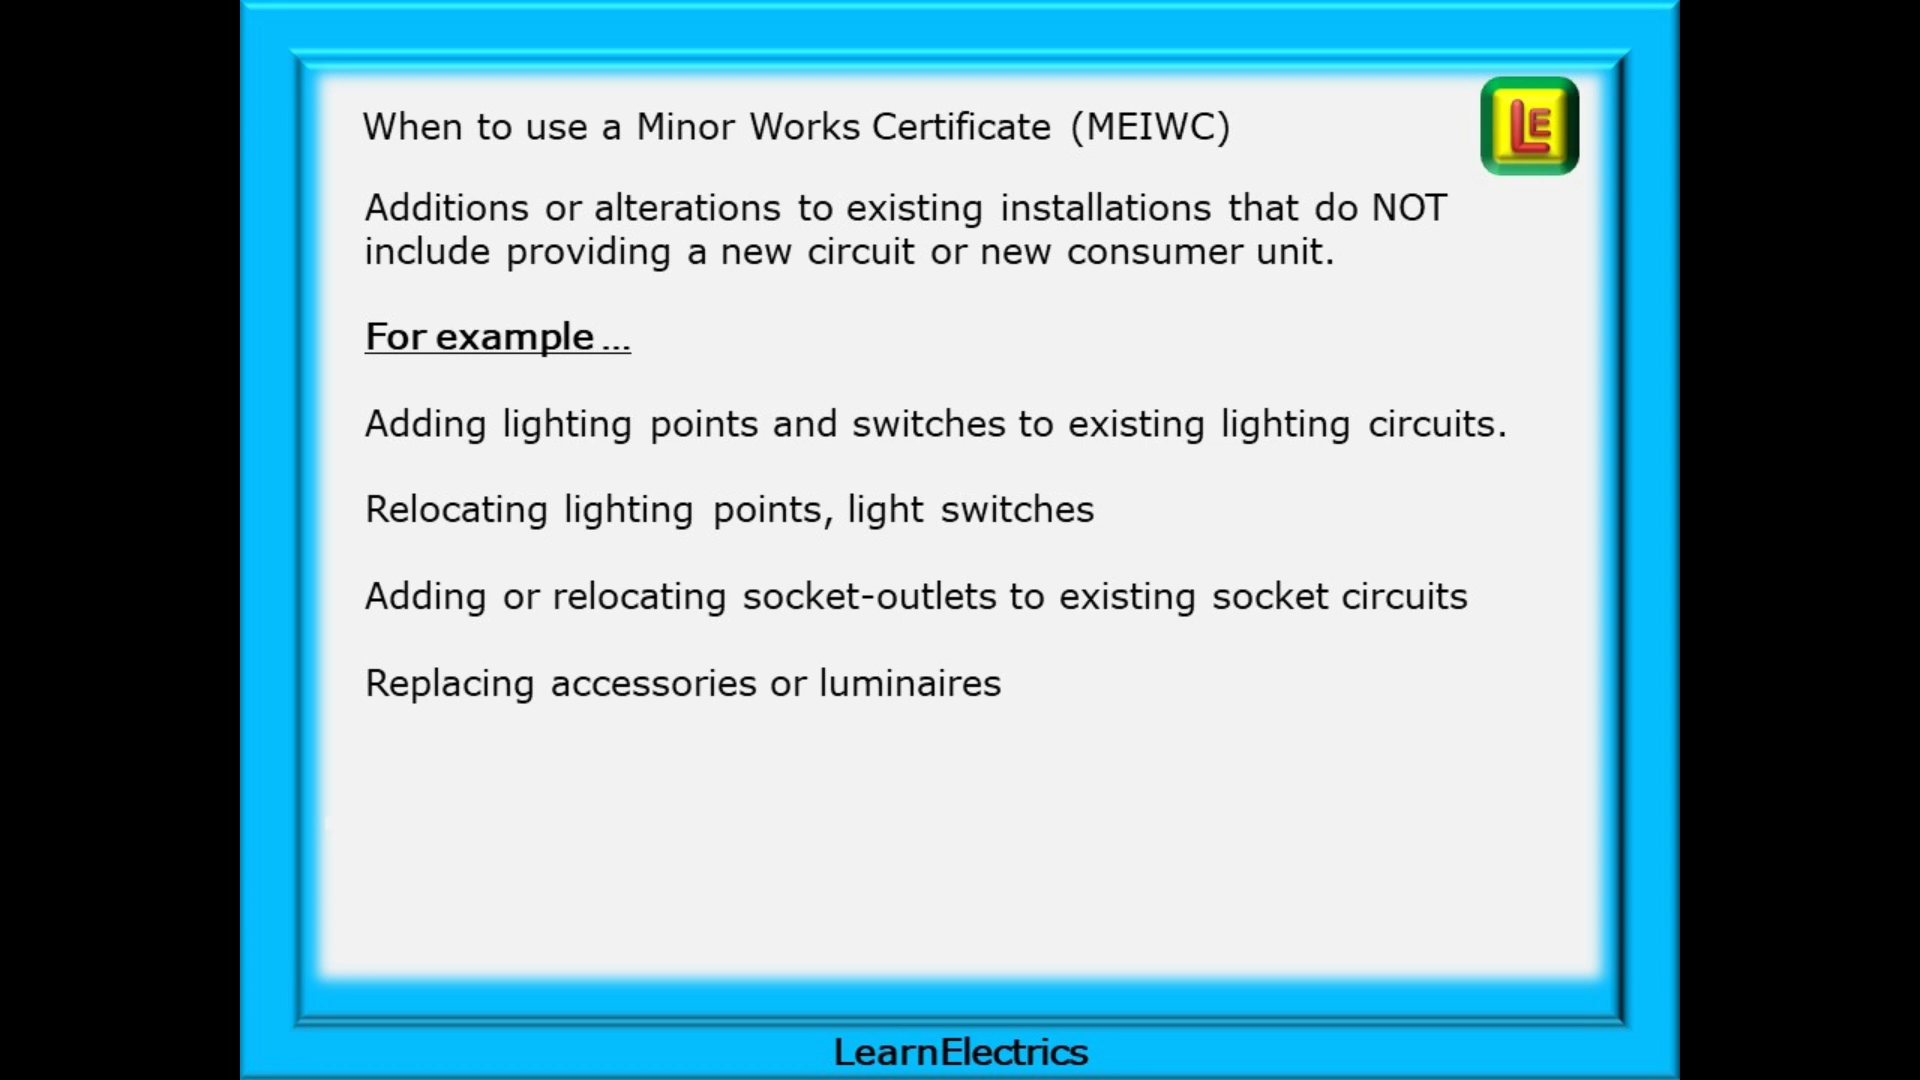 When to use a Minor Works Certificate (MEIWC)
LE
Additions or alterations to existing installations that do NOT
include providing a new circuit or new consumer unit.
For example ...
Adding lighting points and switches to existing lighting circuits.
Relocating lighting points, light switches
Adding or relocating socket-outlets to existing socket circuits
Replacing accessories or luminaires
LearnElectrics